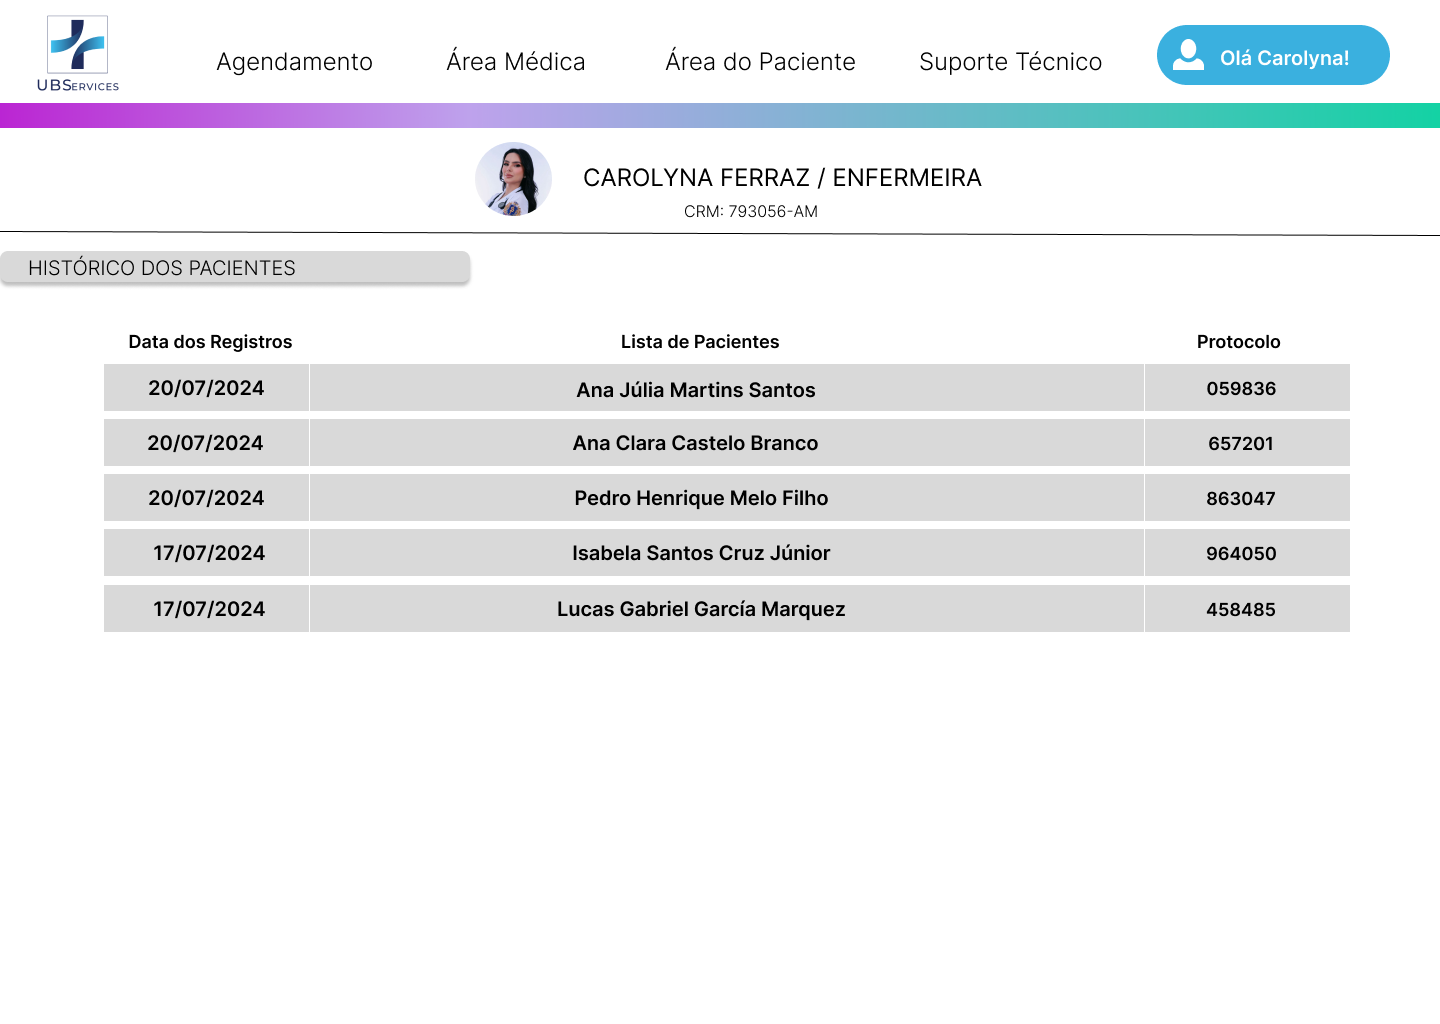 UBServices
Agendamento Área Médica Área do Paciente Suporte Técnico Olá Carolyna!
CAROLYNA FERRAZ / ENFERMEIRA
CRM: 793056-AM
HISTÓRICO DOS PACIENTES
Data dos Registros Lista de Pacientes Protocolo
20/07/2024 Ana Júlia Martins Santos 059836
20/07/2024 Ana Clara Castelo Branco 657201
20/07/2024 Pedro Henrique Melo Filho 863047
17/07/2024 Isabela Santos Cruz Júnior 964050
17/07/2024 Lucas Gabriel García Marquez 458485